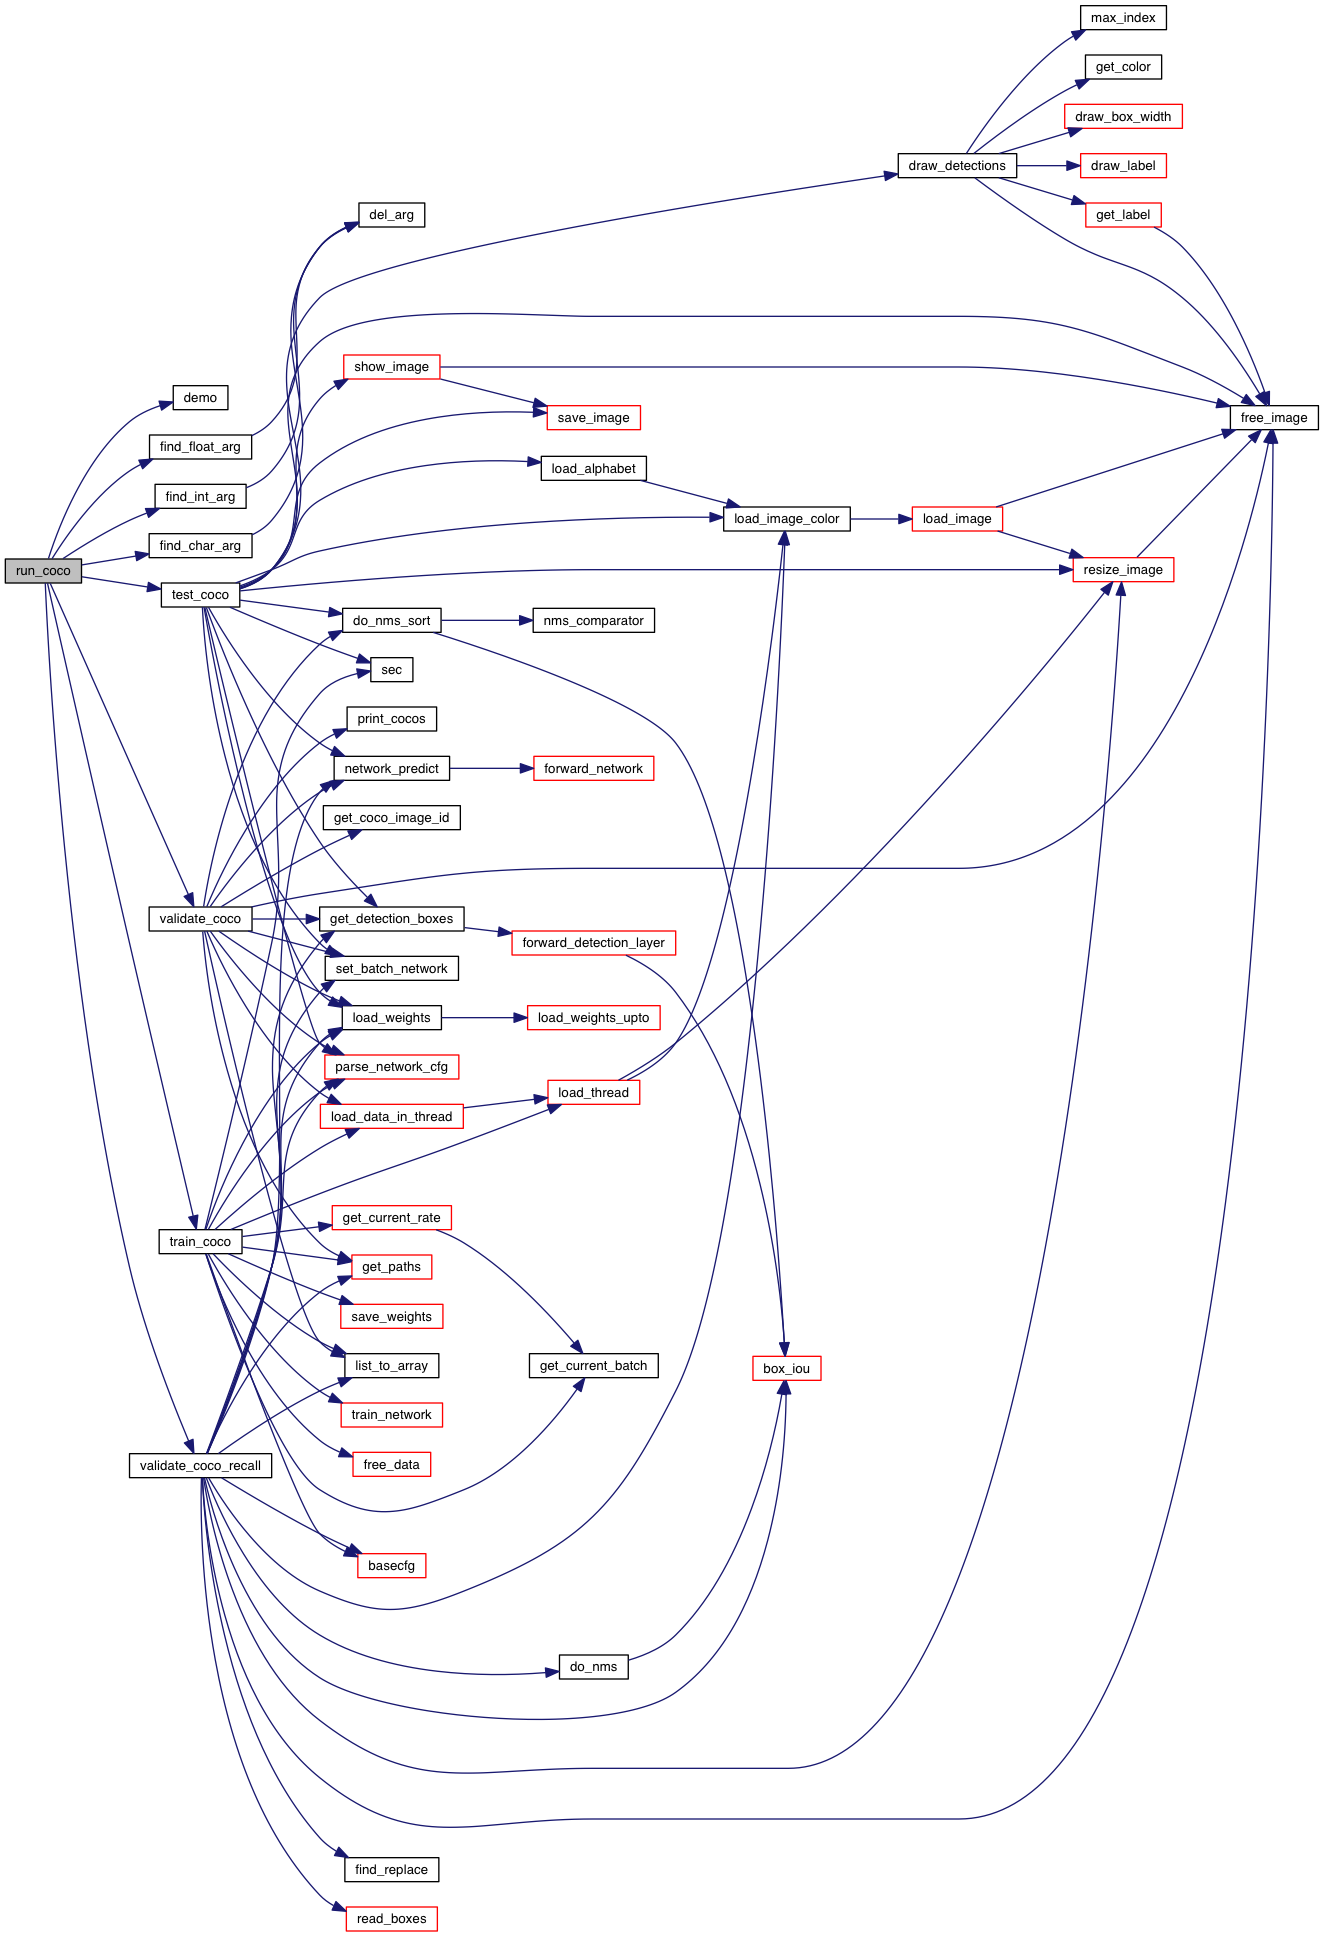 max_index
get_color
draw_box_width
draw_detections
draw_label
get_label
del_arg
show_image
demo
save_image
free_image
find_float_arg
load_alphabet
find_int_arg
load_image_color
load_image
find_char_arg
run_coco
resize_image
test_coco
do_nms_sort
nms_comparator
sec
print_cocos
network_predict
forward_network
get_coco_image_id
validate_coco
get_detection_boxes
forward_detection_layer
set_batch_network
load_weights
load_weights_upto
parse_network_cfg
load_thread
load_data_in_thread
get_current_rate
train_coco
get_paths
save_weights
list_to_array
get_current_batch
box_iou
train_network
free_data
validate_coco_recall
basecfg
do_nms
find_replace
read_boxes